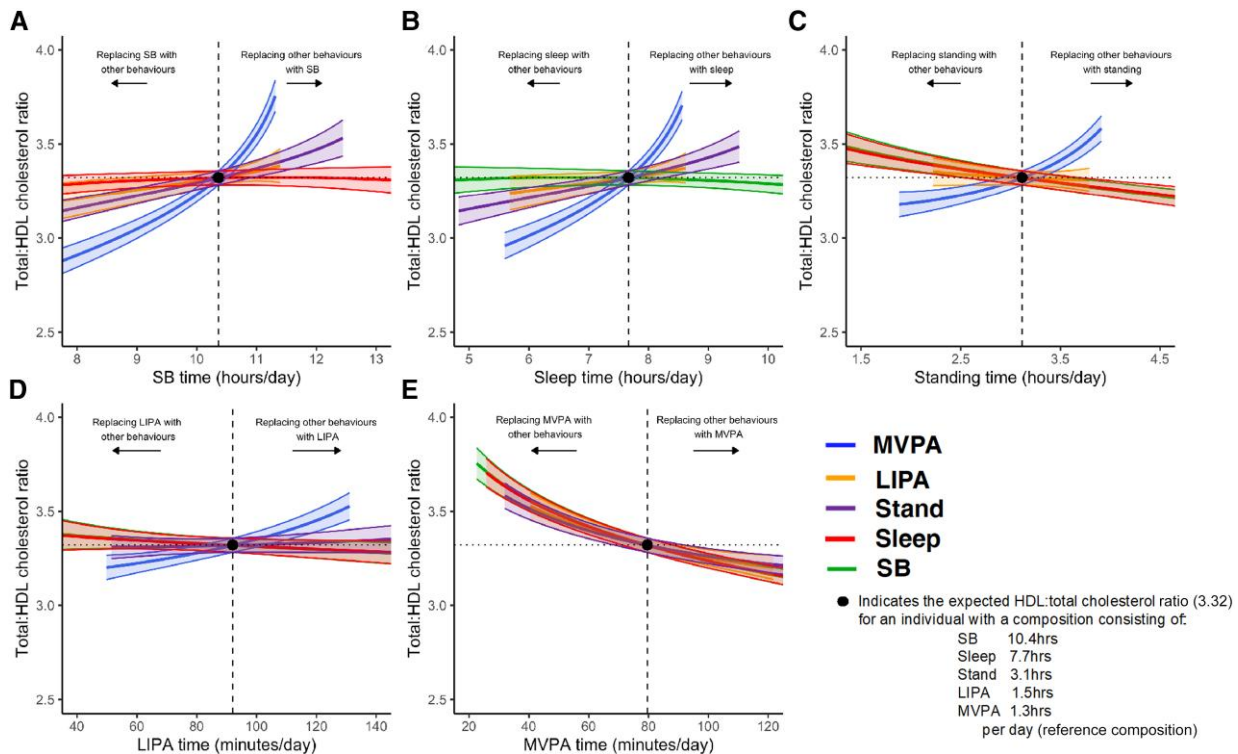 A
Replacing SB with
other behaviours
Replacing other behaviours
with SB
Total:HDL cholesterol ratio
4.0
3.5
3.0
2.5
8 9 10 11 12 13
SB time (hours/day)
B
Replacing sleep with
other behaviours
Replacing other behaviours
with sleep
Total:HDL cholesterol ratio
4.0
3.5
3.0
2.5
5 6 7 8 9 10
Sleep time (hours/day)
C
Replacing standing with
other behaviours
Replacing other behaviours
with standing
Total:HDL cholesterol ratio
4.0
3.5
3.0
2.5
1.5 2.5 3.5 4.5
Standing time (hours/day)
D
Replacing LIPA with
other behaviours
Replacing other behaviours
with LIPA
Total:HDL cholesterol ratio
4.0
3.5
3.0
2.5
40 60 80 100 120 140
LIPA time (minutes/day)
E
Replacing MVPA with
other behaviours
Replacing other behaviours
with MVPA
Total:HDL cholesterol ratio
4.0
3.5
3.0
2.5
20 40 60 80 100 120
MVPA time (minutes/day)
MVPA
LIPA
Stand
Sleep
SB
Indicates the expected HDL:total cholesterol ratio (3.32)
for an individual with a composition consisting of:
SB 10.4hrs
Sleep 7.7hrs
Stand 3.1hrs
LIPA 1.5hrs
MVPA 1.3hrs
per day (reference composition)